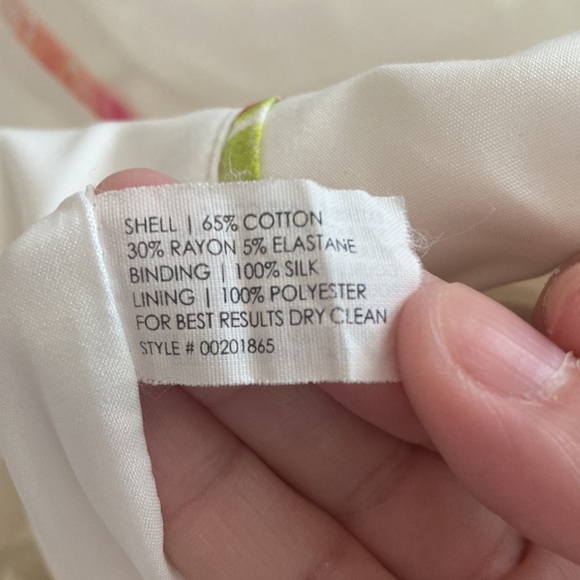 SHELL | 65% COTTON
30% RAYON 5% ELASTANE
BINDING | 100% SILK
LINING | 100% POLYESTER
FOR BEST RESULTS DRY CLEAN
STYLE # 00201865